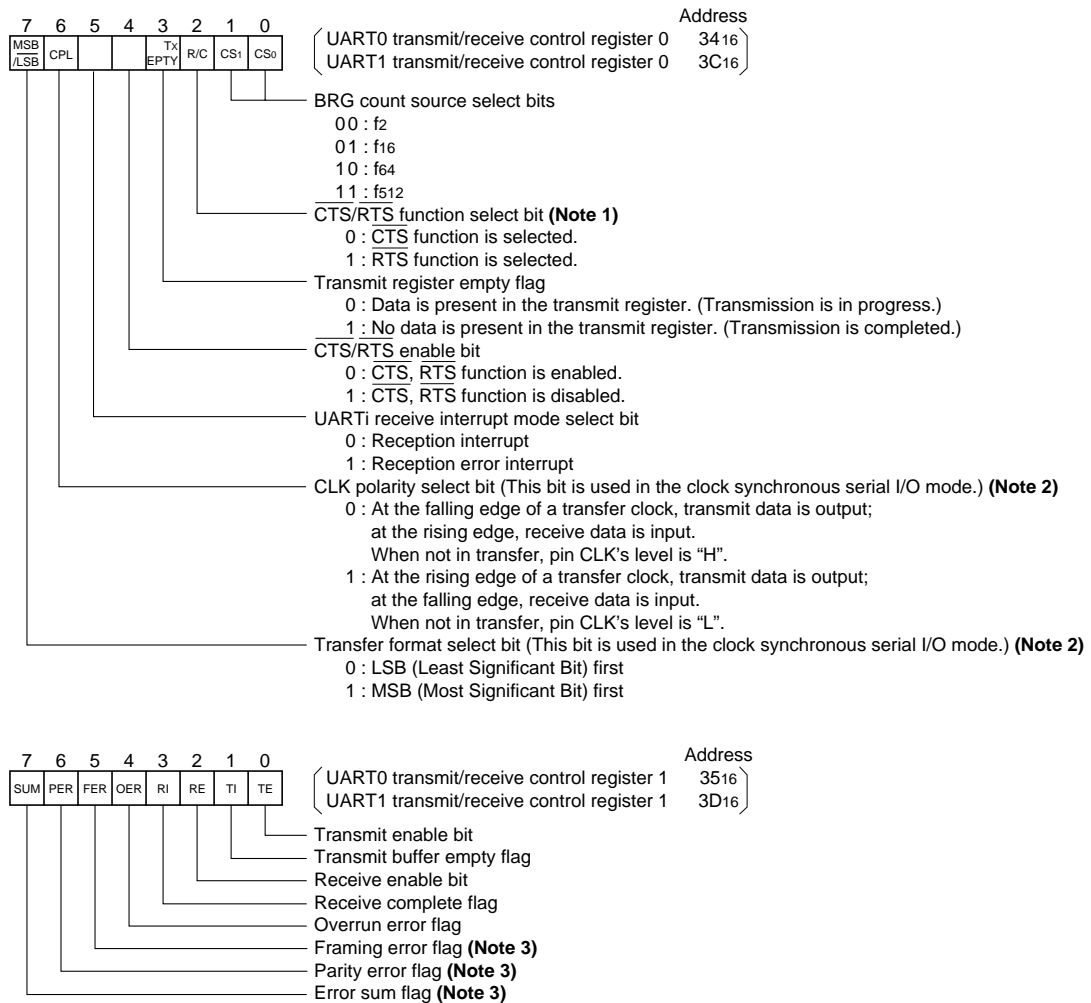 Address
7 6 5 4 3 2 1 0
MSB/LSB CPL Tx EPTY R/C CS1 CS0
UART0 transmit/receive control register 0 3416
UART1 transmit/receive control register 0 3C16
BRG count source select bits
0 0 : f2
0 1 : f16
1 0 : f64
1 1 : f512
CTS/RTS function select bit (Note 1)
0 : CTS function is selected.
1 : RTS function is selected.
Transmit register empty flag
0 : Data is present in the transmit register. (Transmission is in progress.)
1 : No data is present in the transmit register. (Transmission is completed.)
CTS/RTS enable bit
0 : CTS, RTS function is enabled.
1 : CTS, RTS function is disabled.
UARTi receive interrupt mode select bit
0 : Reception interrupt
1 : Reception error interrupt
CLK polarity select bit (This bit is used in the clock synchronous serial I/O mode.) (Note 2)
0 : At the falling edge of a transfer clock, transmit data is output;
at the rising edge, receive data is input.
When not in transfer, pin CLK's level is “H”.
1 : At the rising edge of a transfer clock, transmit data is output;
at the falling edge, receive data is input.
When not in transfer, pin CLK's level is “L”.
Transfer format select bit (This bit is used in the clock synchronous serial I/O mode.) (Note 2)
0 : LSB (Least Significant Bit) first
1 : MSB (Most Significant Bit) first
Address
7 6 5 4 3 2 1 0
SUM PER FER OER RI RE TI TE
UART0 transmit/receive control register 1 3516
UART1 transmit/receive control register 1 3D16
Transmit enable bit
Transmit buffer empty flag
Receive enable bit
Receive complete flag
Overrun error flag
Framing error flag (Note 3)
Parity error flag (Note 3)
Error sum flag (Note 3)